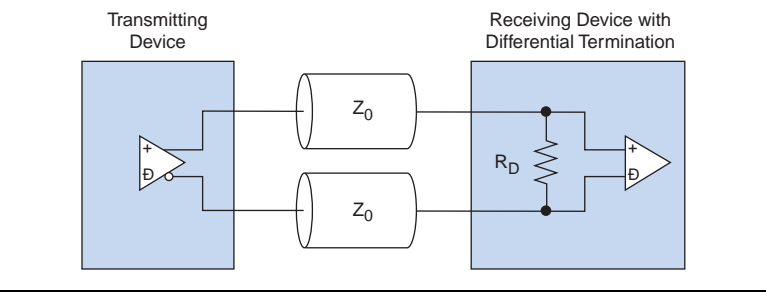 Transmitting
Device
Receiving Device with
Differential Termination
Z0
+
Đ
RD
+
Đ
Z0